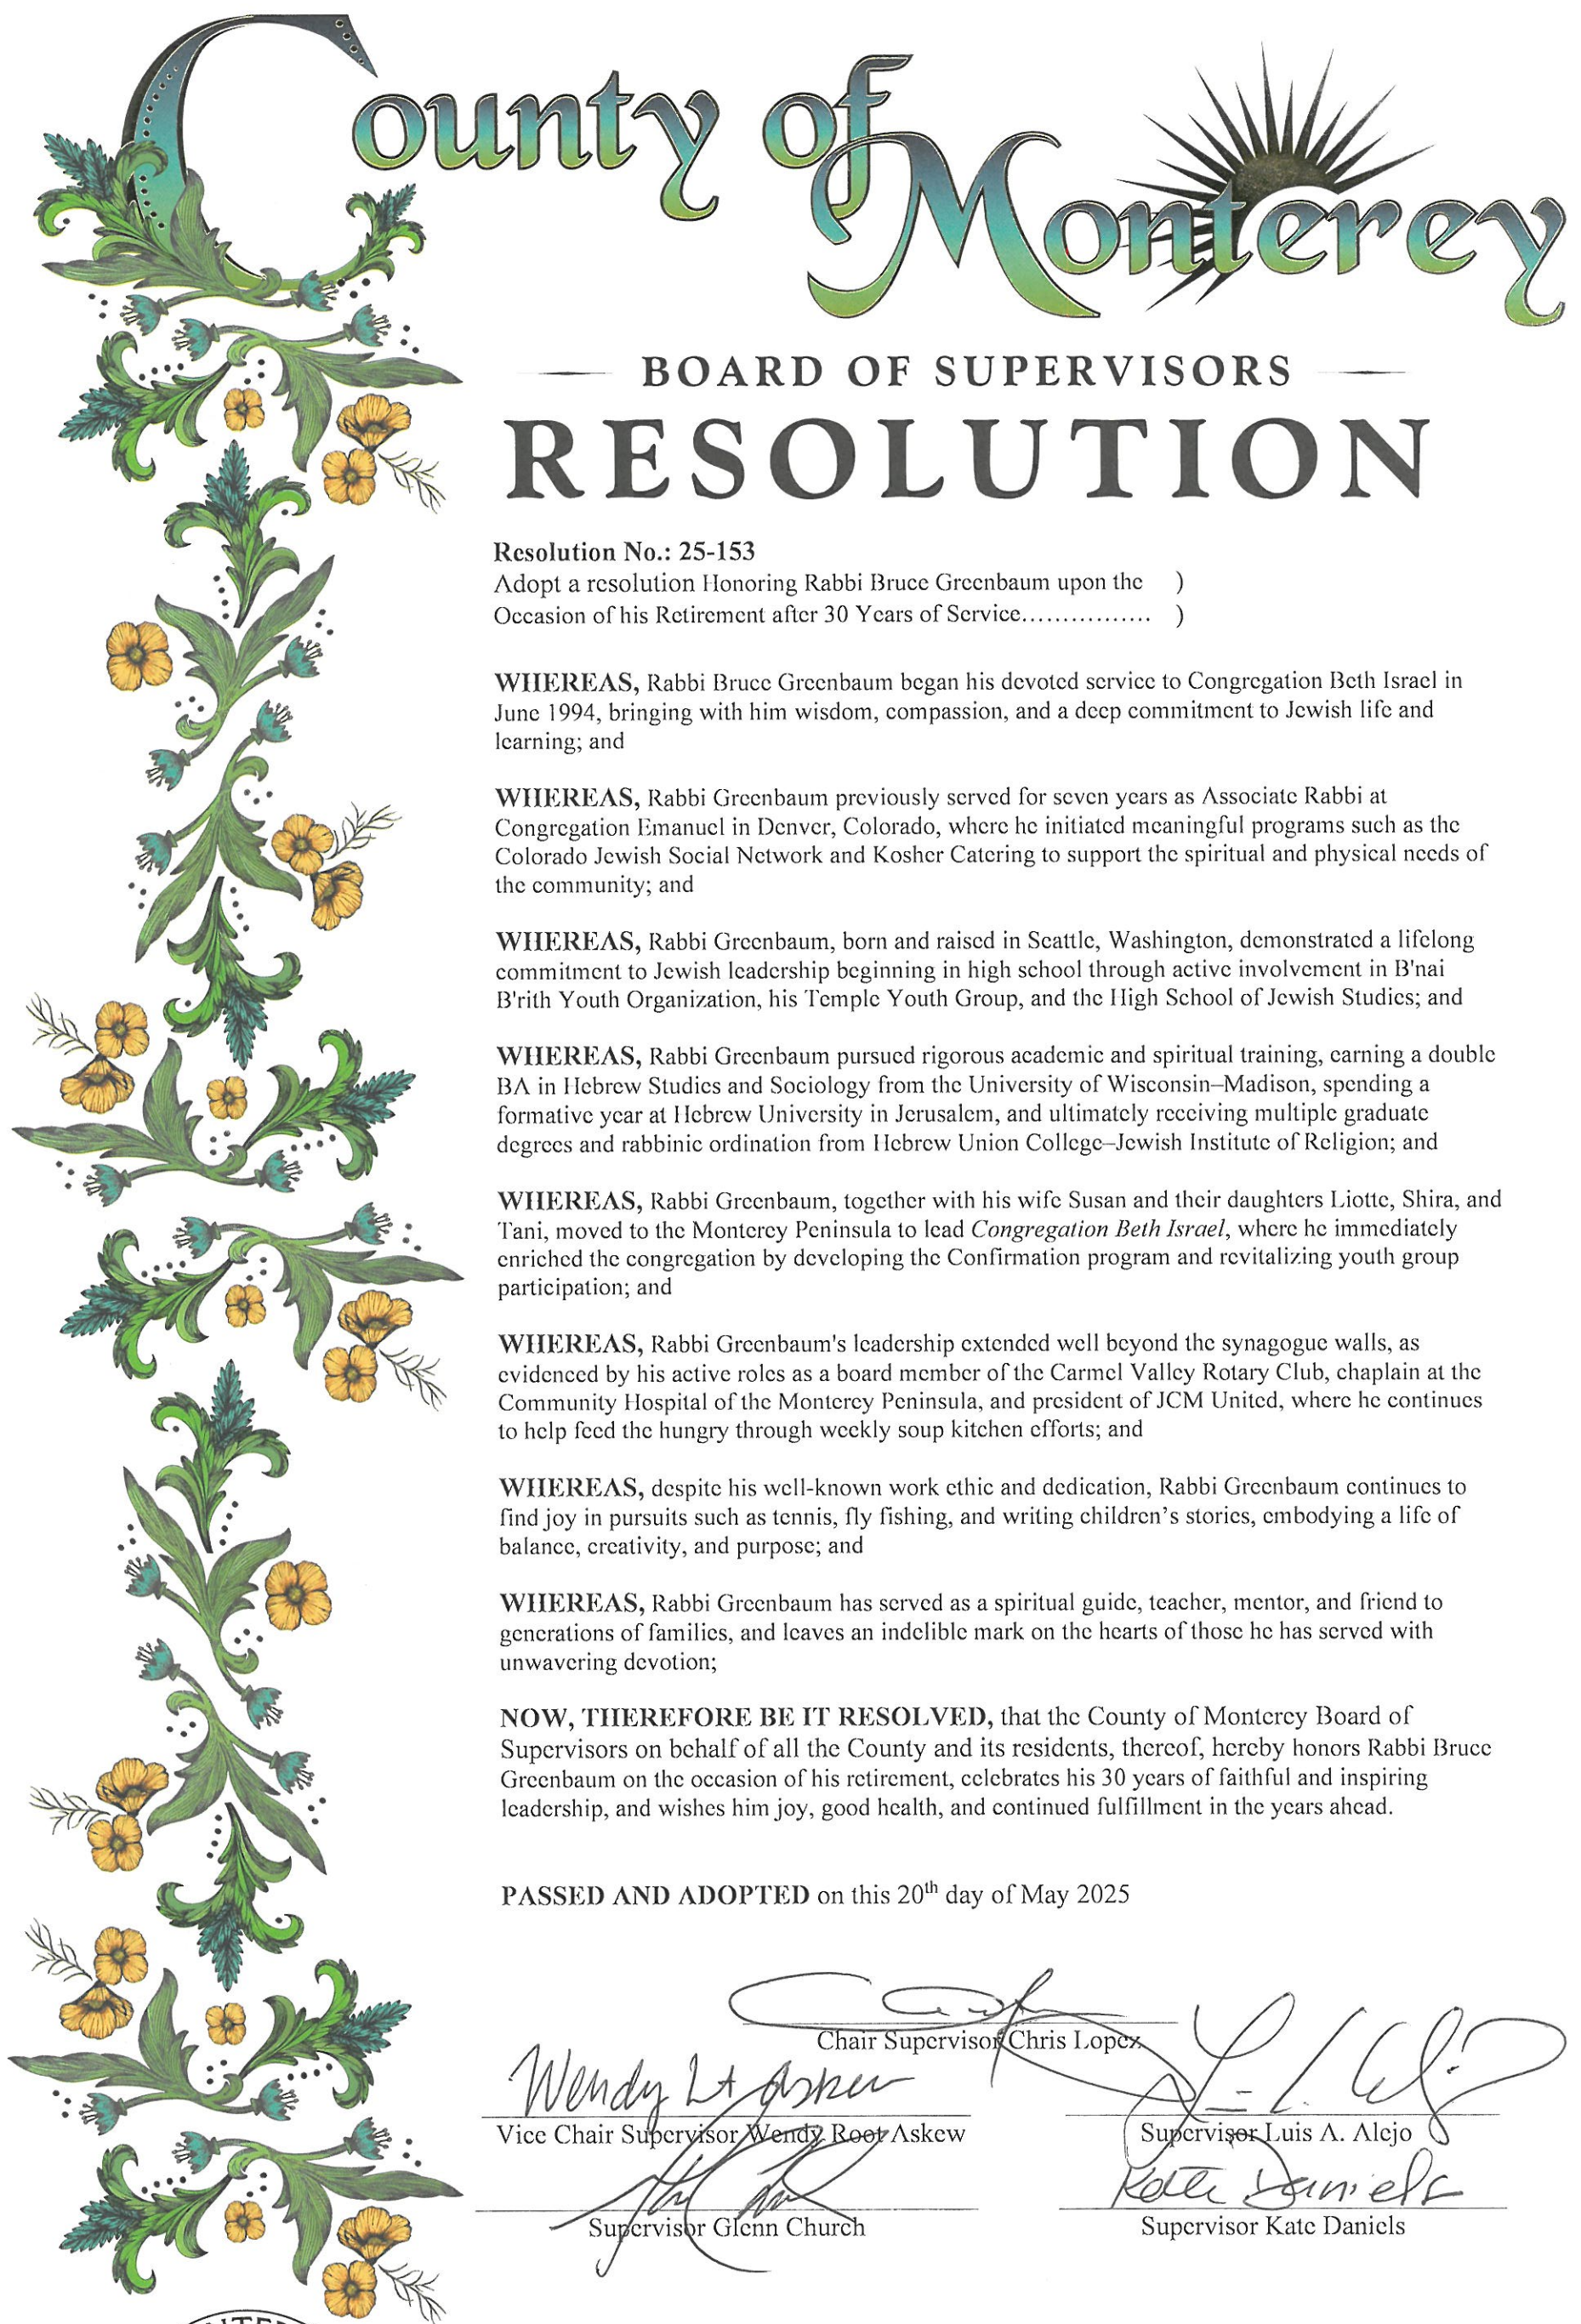 County of
Monterey
BOARD OF SUPERVISORS
RESOLUTION
Resolution No.: 25-153
Adopt a resolution Honoring Rabbi Bruce Greenbaum upon the )
Occasion of his Retirement after 30 Years of Service................ )
WHEREAS, Rabbi Bruce Greenbaum began his devoted service to Congregation Beth Israel in
June 1994, bringing with him wisdom, compassion, and a deep commitment to Jewish life and
learning; and
WHEREAS, Rabbi Greenbaum previously served for seven years as Associate Rabbi at
Congregation Emanuel in Denver, Colorado, where he initiated meaningful programs such as the
Colorado Jewish Social Network and Kosher Catering to support the spiritual and physical needs of
the community; and
WHEREAS, Rabbi Greenbaum, born and raised in Seattle, Washington, demonstrated a lifelong
commitment to Jewish leadership beginning in high school through active involvement in B'nai
B'rith Youth Organization, his Temple Youth Group, and the High School of Jewish Studies; and
WHEREAS, Rabbi Greenbaum pursued rigorous academic and spiritual training, earning a double
BA in Hebrew Studies and Sociology from the University of Wisconsin–Madison, spending a
formative year at Hebrew University in Jerusalem, and ultimately receiving multiple graduate
degrees and rabbinic ordination from Hebrew Union College–Jewish Institute of Religion; and
WHEREAS, Rabbi Greenbaum, together with his wife Susan and their daughters Liotte, Shira, and
Tani, moved to the Monterey Peninsula to lead Congregation Beth Israel, where he immediately
enriched the congregation by developing the Confirmation program and revitalizing youth group
participation; and
WHEREAS, Rabbi Greenbaum's leadership extended well beyond the synagogue walls, as
evidenced by his active roles as a board member of the Carmel Valley Rotary Club, chaplain at the
Community Hospital of the Monterey Peninsula, and president of JCM United, where he continues
to help feed the hungry through weekly soup kitchen efforts; and
WHEREAS, despite his well-known work ethic and dedication, Rabbi Greenbaum continues to
find joy in pursuits such as tennis, fly fishing, and writing children’s stories, embodying a life of
balance, creativity, and purpose; and
WHEREAS, Rabbi Greenbaum has served as a spiritual guide, teacher, mentor, and friend to
generations of families, and leaves an indelible mark on the hearts of those he has served with
unwavering devotion;
NOW, THEREFORE BE IT RESOLVED, that the County of Monterey Board of
Supervisors on behalf of all the County and its residents, thereof, hereby honors Rabbi Bruce
Greenbaum on the occasion of his retirement, celebrates his 30 years of faithful and inspiring
leadership, and wishes him joy, good health, and continued fulfillment in the years ahead.
PASSED AND ADOPTED on this 20th day of May 2025
Chair Supervisor Chris Lopez
Wendy Rt Askew
Vice Chair Supervisor Wendy Root Askew
Supervisor Luis A. Alejo
Kate Daniels
Supervisor Glenn Church
Supervisor Kate Daniels